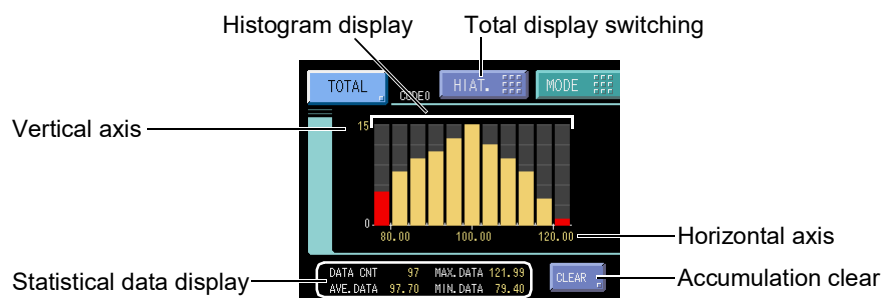 Histogram display
Total display switching
TOTAL
CODE0
HIAT.
MODE
Vertical axis
15
0
80.00
100.00
120.00
Horizontal axis
Statistical data display
DATA CNT 97 MAX.DATA 121.99
AVE.DATA 97.70 MIN.DATA 79.40
CLEAR
Accumulation clear